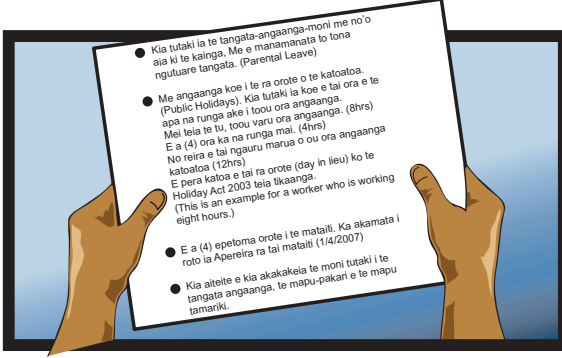 ● Kia tutaki ia te tangata-angaanga-moni me no'o
aia ki te kainga, Me e manamanata to tona
ngutuare tangata. (Parental Leave)
● Me angaanga koe i te ra orote o te katoatoa.
(Public Holidays). Kia tutaki ia koe e tai ora e te
apa na runga ake i toou ora angaanga.
Mei teia te tu, toou varu ora angaanga. (8hrs)
E a (4) ora ka na runga mai. (4hrs)
No reira e tai ngauru marua o ou ora angaanga
katoatoa (12hrs)
E pera katoa e tai ra orote (day in lieu) ko te
Holiday Act 2003 teia tikaanga.
(This is an example for a worker who is working
eight hours.)
● E a (4) epetoma orote i te mataiti. Ka akamata i
roto ia Apereira ra tai mataiti (1/4/2007)
● Kia aiteite e kia akakakeia te moni tutaki i te
tangata angaanga, te mapu-pakari e te mapu
tamariki.